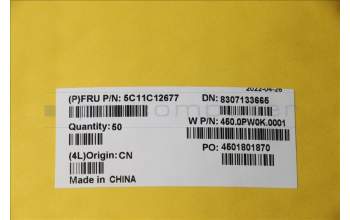 2022-04-26
(P)FRU P/N: 5C11C12677 DN: 8307133665
Quantity: 50 W P/N: 450.0PW0K.0001
PO: 4501801870
(4L)Origin: CN
Made in CHINA